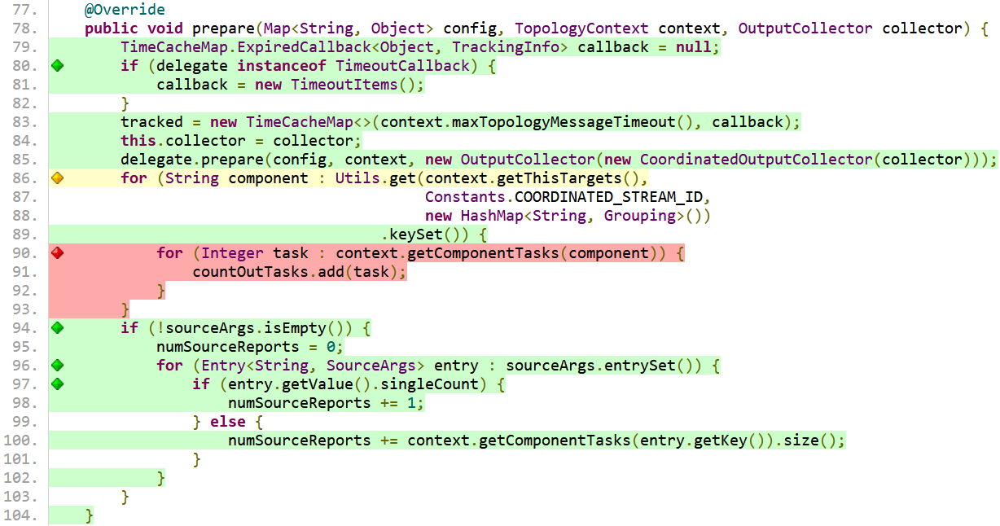 77. @Override
78. public void prepare(Map<String, Object> config, TopologyContext context, OutputCollector collector) {
79. TimeCacheMap.ExpiredCallback<Object, TrackingInfo> callback = null;
80. if (delegate instanceof TimeoutCallback) {
81. callback = new TimeoutItems();
82. }
83. tracked = new TimeCacheMap<>(context.maxTopologyMessageTimeout(), callback);
84. this.collector = collector;
85. delegate.prepare(config, context, new OutputCollector(new CoordinatedOutputCollector(collector)));
86. for (String component : Utils.get(context.getThisTargets(),
87. Constants.COORDINATED_STREAM_ID,
88. new HashMap<String, Grouping>())
89. .keySet()) {
90. for (Integer task : context.getComponentTasks(component)) {
91. countOutTasks.add(task);
92. }
93. }
94. if (!sourceArgs.isEmpty()) {
95. numSourceReports = 0;
96. for (Entry<String, SourceArgs> entry : sourceArgs.entrySet()) {
97. if (entry.getValue().singleCount) {
98. numSourceReports += 1;
99. } else {
100. numSourceReports += context.getComponentTasks(entry.getKey()).size();
101. }
102. }
103. }
104. }